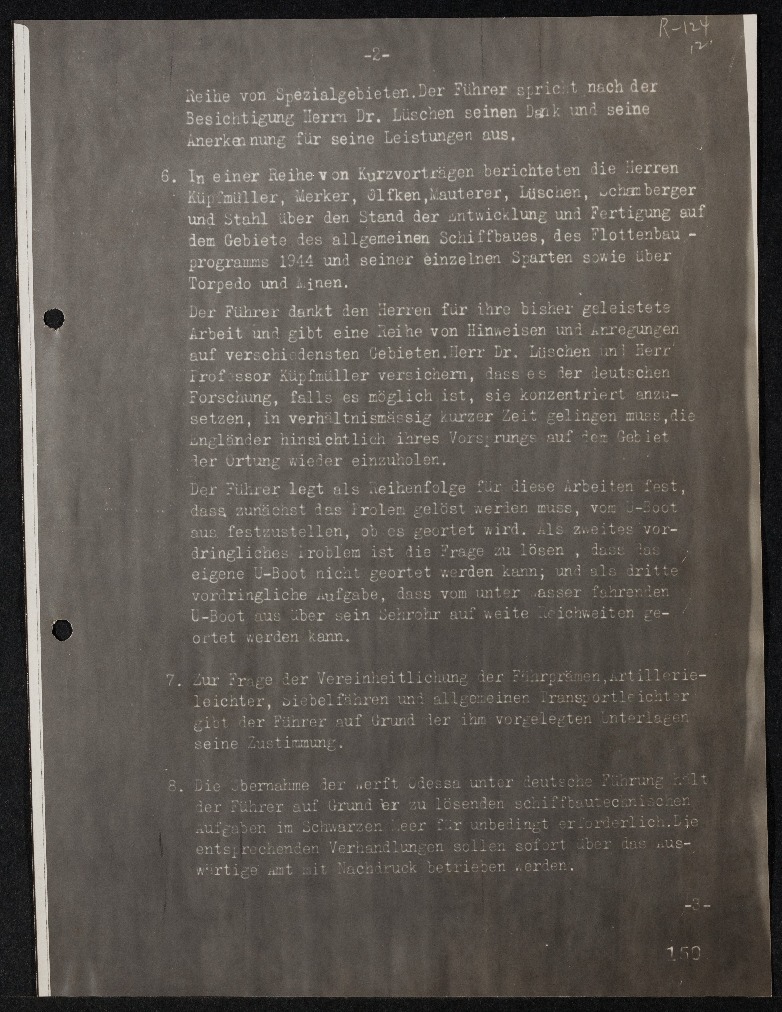 R-124
12
-2-
Reihe von Spezialgebieten.Der Führer spricht nach der
Besichtigung Herrn Dr. Lüschen seinen Dank und seine
Anerkennung für seine Leistungen aus.
6. In einer Reihe von Kurzvorträgen berichteten die Herren
Küpfmüller, Merker, Ölfken,Mauterer, Lüschen, Schamberger
und Stahl über den Stand der Entwicklung und Fertigung auf
dem Gebiete des allgemeinen Schiffbaues, des Flottenbau -
programms 1944 und seiner einzelnen Sparten sowie über
Torpedo und Minen.
Der Führer dankt den Herren für ihre bisher geleistete
Arbeit und gibt eine Reihe von Hinweisen und Anregungen
auf verschiedensten Gebieten.Herr Dr. Lüschen und Herr
Professor Küpfmüller versichern, dass es der deutschen
Forschung, falls es möglich ist, sie konzentriert anzu-
setzen, in verhältnismässig kurzer Zeit gelingen muss,die
Engländer hinsichtlich ihres Vorsprungs auf dem Gebiet
der Ortung wieder einzuholen.
Der Führer legt als Reihenfolge für diese Arbeiten fest,
dass zunächst das Prolem gelöst werden muss, vom U-Boot
aus festzustellen, ob es geortet wird. Als zweites vor-
dringliches Problem ist die Frage zu lösen , dass das
eigene U-Boot nicht geortet werden kann; und als dritte
vordringliche Aufgabe, dass vom unter Wasser fahrenden
U-Boot aus über sein Sehrohr auf weite Reichweiten ge-
ortet werden kann.
7. Zur Frage der Vereinheitlichung der Fährprämen,Artillerie-
leichter, Siebelfähren und allgemeinen Transportleichter
gibt der Führer auf Grund der ihm vorgelegten Unterlagen
seine Zustimmung.
8. Die Übernahme der Werft Odessa unter deutsche Führung hält
der Führer auf Grund der zu lösenden schiffbautecanischen
Aufgaben im Schwarzen Meer für unbedingt erforderlich.Die
entsprechenden Verhandlungen sollen sofort über das Aus-
wärtige Amt mit Nachdruck betrieben werden.
-3-
150